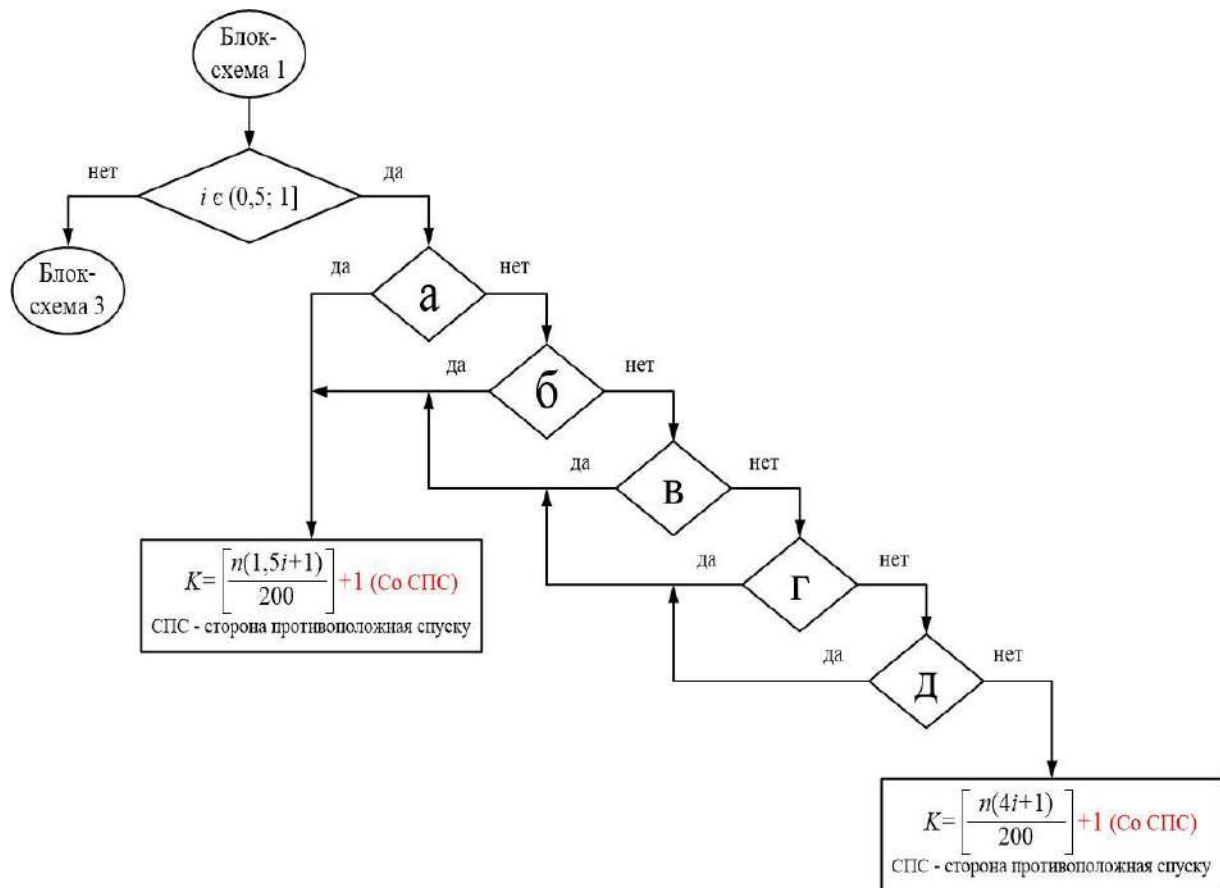 Блок-
схема 1
нет
да
i є (0,5; 1]
Блок-
схема 3
да
нет
а
да
нет
б
да
нет
в
да
нет
г
да
нет
д
K=[n(1,5i+1)/200]+1 (Со СПС)
СПС - сторона противоположная спуску
K=[n(4i+1)/200]+1 (Со СПС)
СПС - сторона противоположная спуску